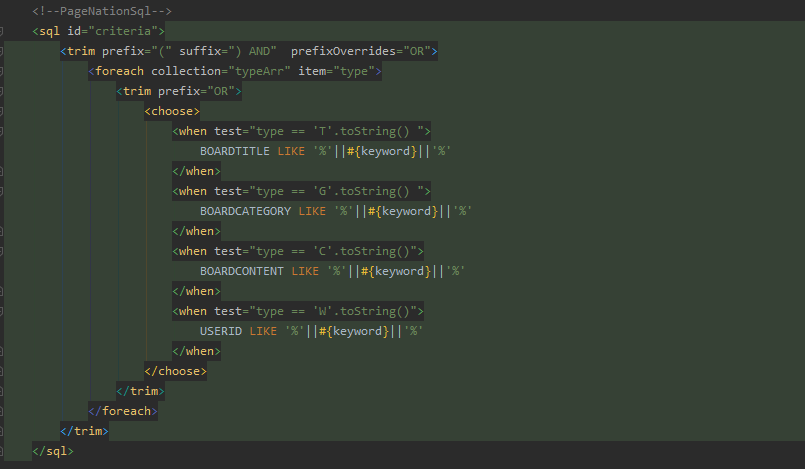 <!--PageNationSql-->
<sql id="criteria">
<trim prefix="(" suffix=") AND"  prefixOverrides="OR">
<foreach collection="typeArr" item="type">
<trim prefix="OR">
<choose>
<when test="type == 'T'.toString() ">
BOARDTITLE LIKE '%'||#{keyword}||'%'
</when>
<when test="type == 'G'.toString() ">
BOARDCATEGORY LIKE '%'||#{keyword}||'%'
</when>
<when test="type == 'C'.toString()">
BOARDCONTENT LIKE '%'||#{keyword}||'%'
</when>
<when test="type == 'W'.toString()">
USERID LIKE '%'||#{keyword}||'%'
</when>
</choose>
</trim>
</foreach>
</trim>
</sql>